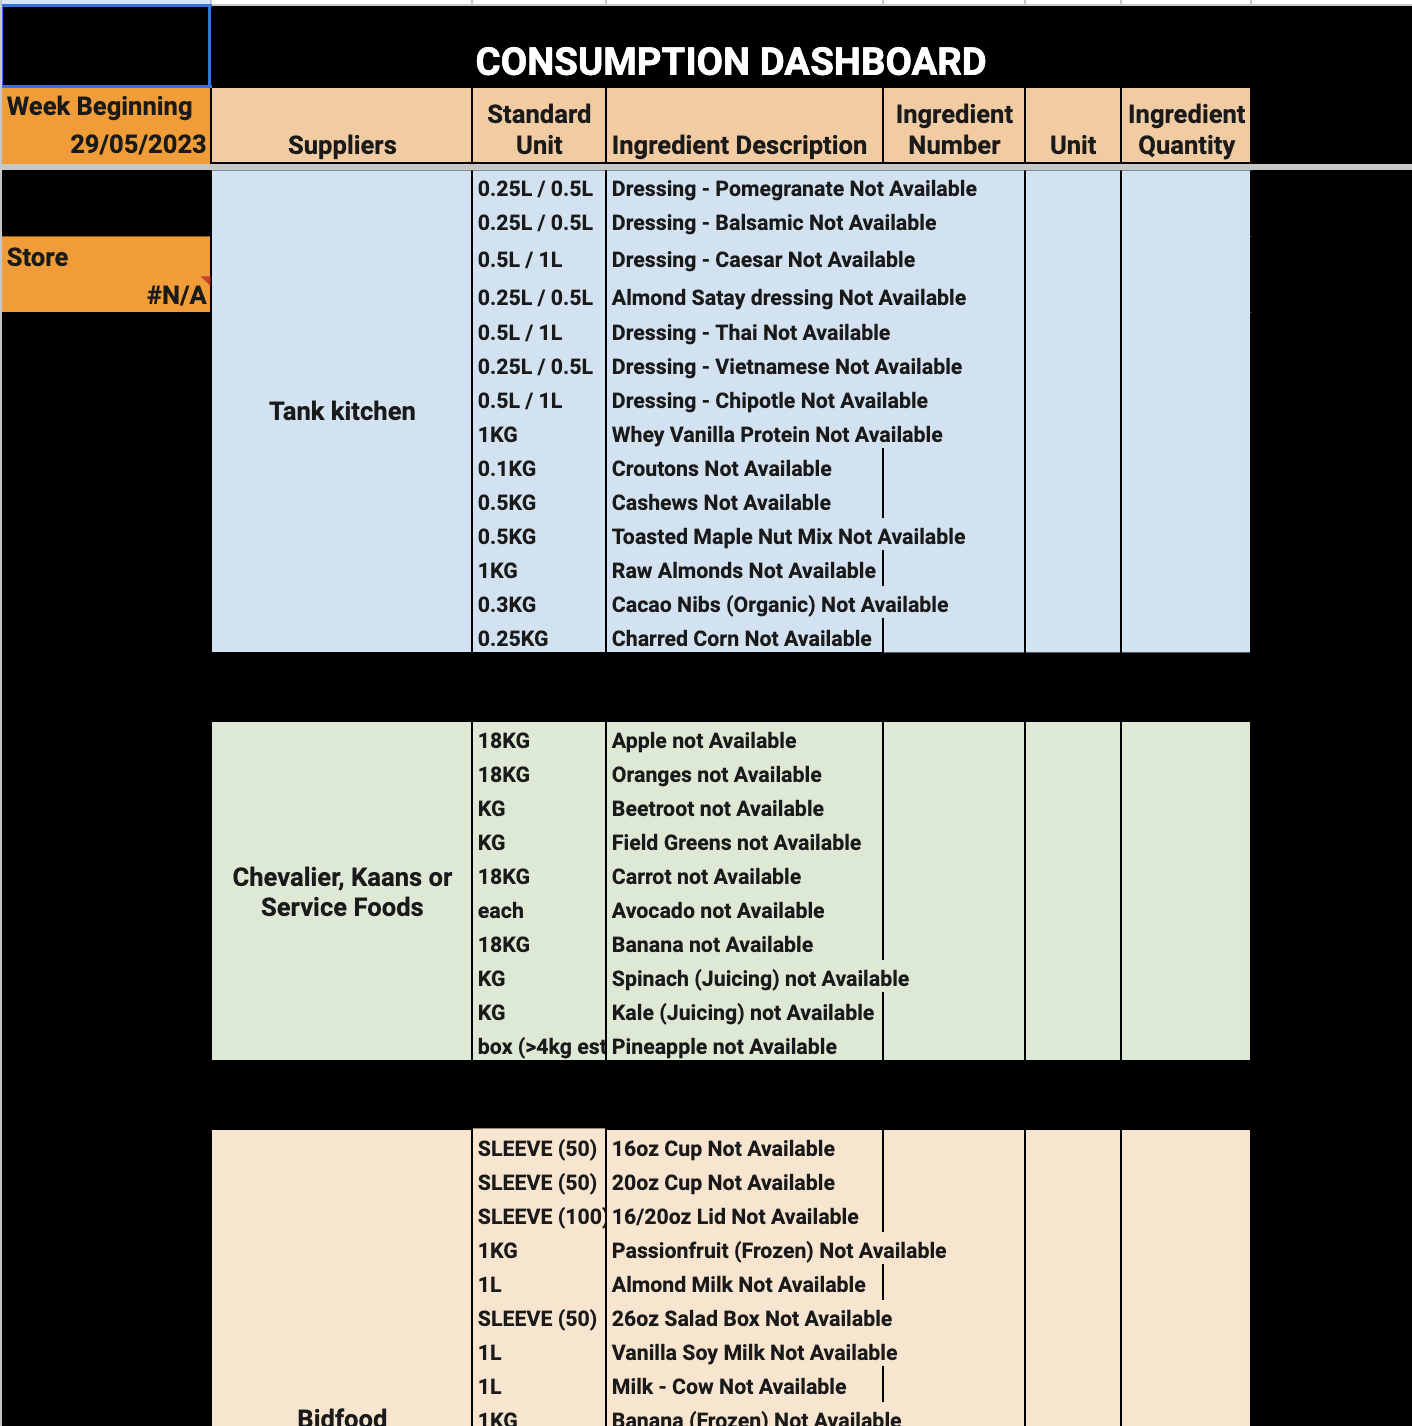 CONSUMPTION DASHBOARD
Week Beginning
29/05/2023
Suppliers
Standard
Unit
Ingredient Description
Ingredient
Number
Unit
Ingredient
Quantity
Store
#N/A
Tank kitchen
0.25L / 0.5L Dressing - Pomegranate Not Available
0.25L / 0.5L Dressing - Balsamic Not Available
0.5L / 1L Dressing - Caesar Not Available
0.25L / 0.5L Almond Satay dressing Not Available
0.5L / 1L Dressing - Thai Not Available
0.25L / 0.5L Dressing - Vietnamese Not Available
0.5L / 1L Dressing - Chipotle Not Available
1KG Whey Vanilla Protein Not Available
0.1KG Croutons Not Available
0.5KG Cashews Not Available
0.5KG Toasted Maple Nut Mix Not Available
1KG Raw Almonds Not Available
0.3KG Cacao Nibs (Organic) Not Available
0.25KG Charred Corn Not Available
Chevalier, Kaans or
Service Foods
18KG Apple not Available
18KG Oranges not Available
KG Beetroot not Available
KG Field Greens not Available
18KG Carrot not Available
each Avocado not Available
18KG Banana not Available
KG Spinach (Juicing) not Available
KG Kale (Juicing) not Available
box (>4kg est Pineapple not Available
Bidfood
SLEEVE (50) 16oz Cup Not Available
SLEEVE (50) 20oz Cup Not Available
SLEEVE (100) 16/20oz Lid Not Available
1KG Passionfruit (Frozen) Not Available
1L Almond Milk Not Available
SLEEVE (50) 26oz Salad Box Not Available
1L Vanilla Soy Milk Not Available
1L Milk - Cow Not Available
1KG Banana (Frozen) Not Available